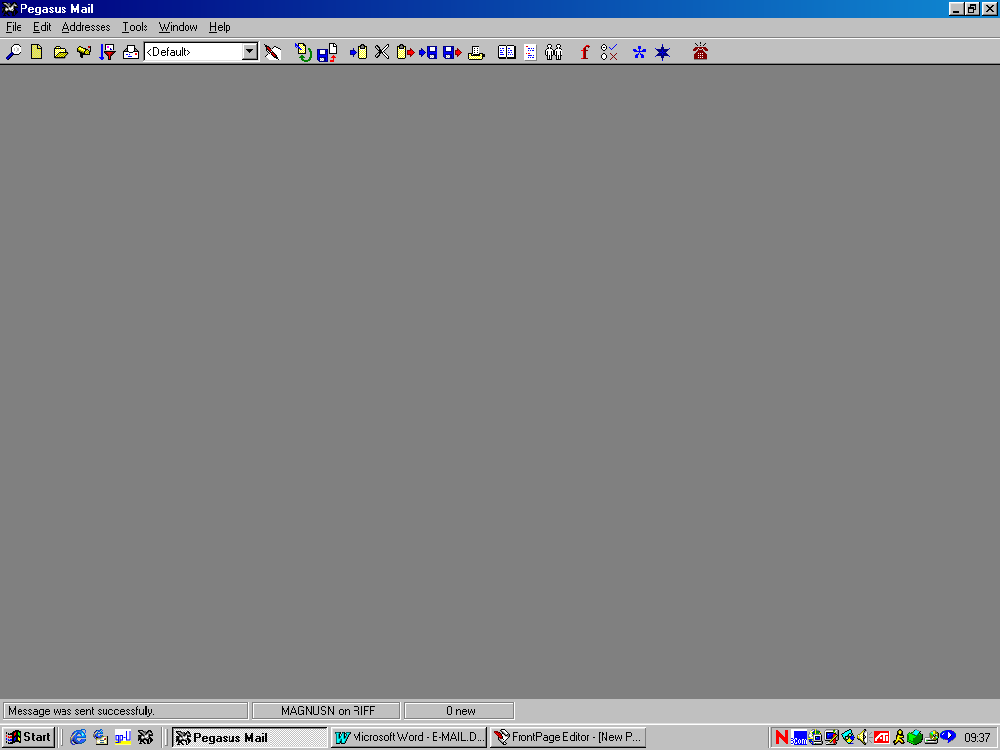 Pegasus Mail
File Edit Addresses Tools Window Help
<Default>
Message was sent successfully. MAGNUSN on RIFF 0 new
Start Pegasus Mail Microsoft Word - E-MAIL.D... FrontPage Editor - [New P... 09:37